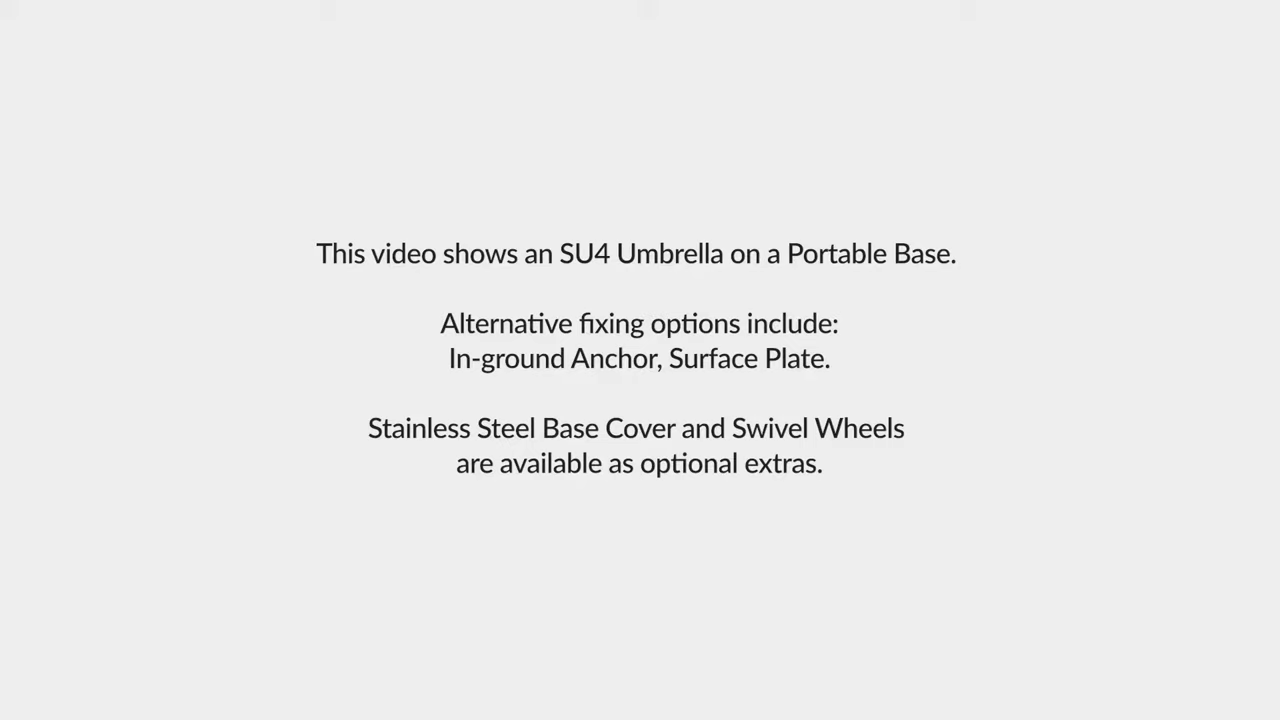 This video shows an SU4 Umbrella on a Portable Base.
Alternative fixing options include:
In-ground Anchor, Surface Plate.
Stainless Steel Base Cover and Swivel Wheels
are available as optional extras.